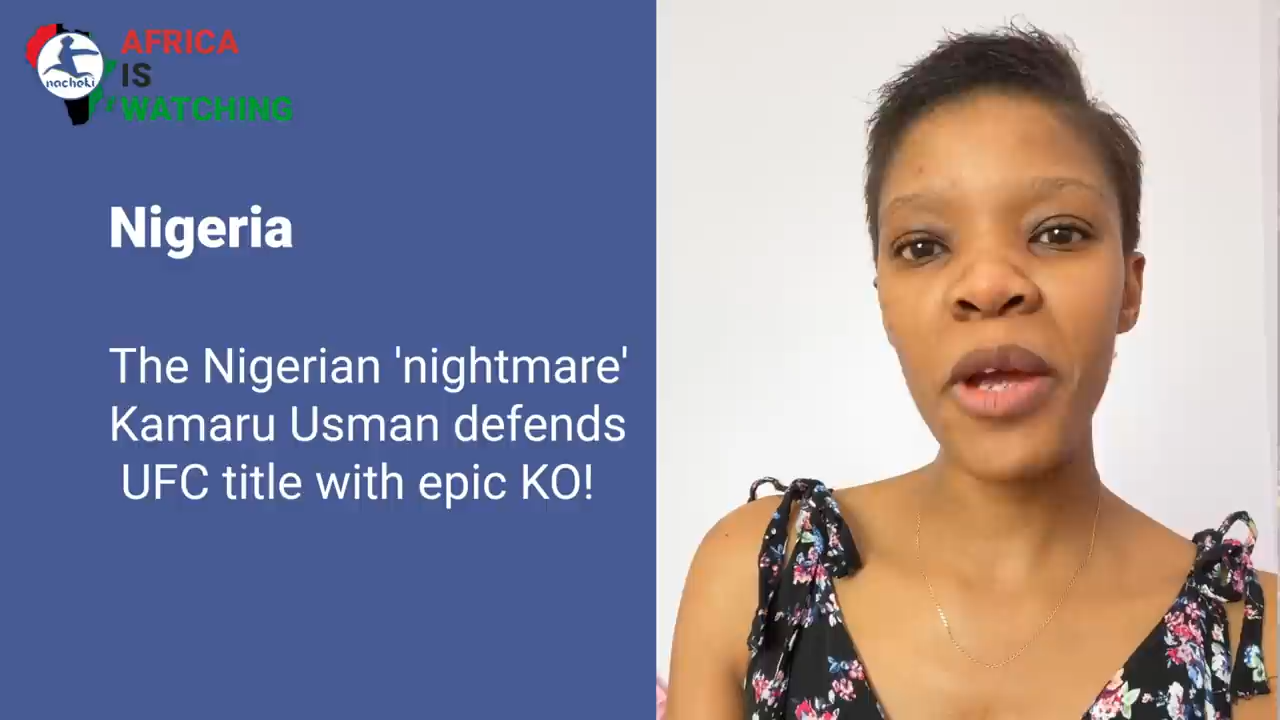 nacheki
AFRICA
IS
WATCHING
Nigeria
The Nigerian 'nightmare'
Kamaru Usman defends
UFC title with epic KO!